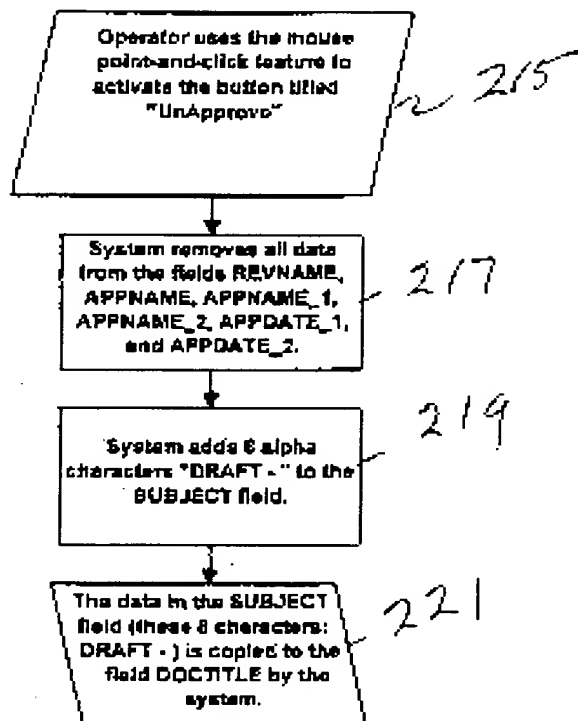 Operator uses the mouse
point-and-click feature to
activate the button titled
"UnApprove"
215
System removes all data
from the fields REVNAME,
APPNAME, APPNAME_1,
APPNAME_2, APPDATE_1,
and APPDATE_2.
217
System adds 8 alpha
characters "DRAFT - " to the
SUBJECT field.
219
The data in the SUBJECT
field (these 8 characters:
DRAFT - ) is copied to the
field DOCTITLE by the
system.
221